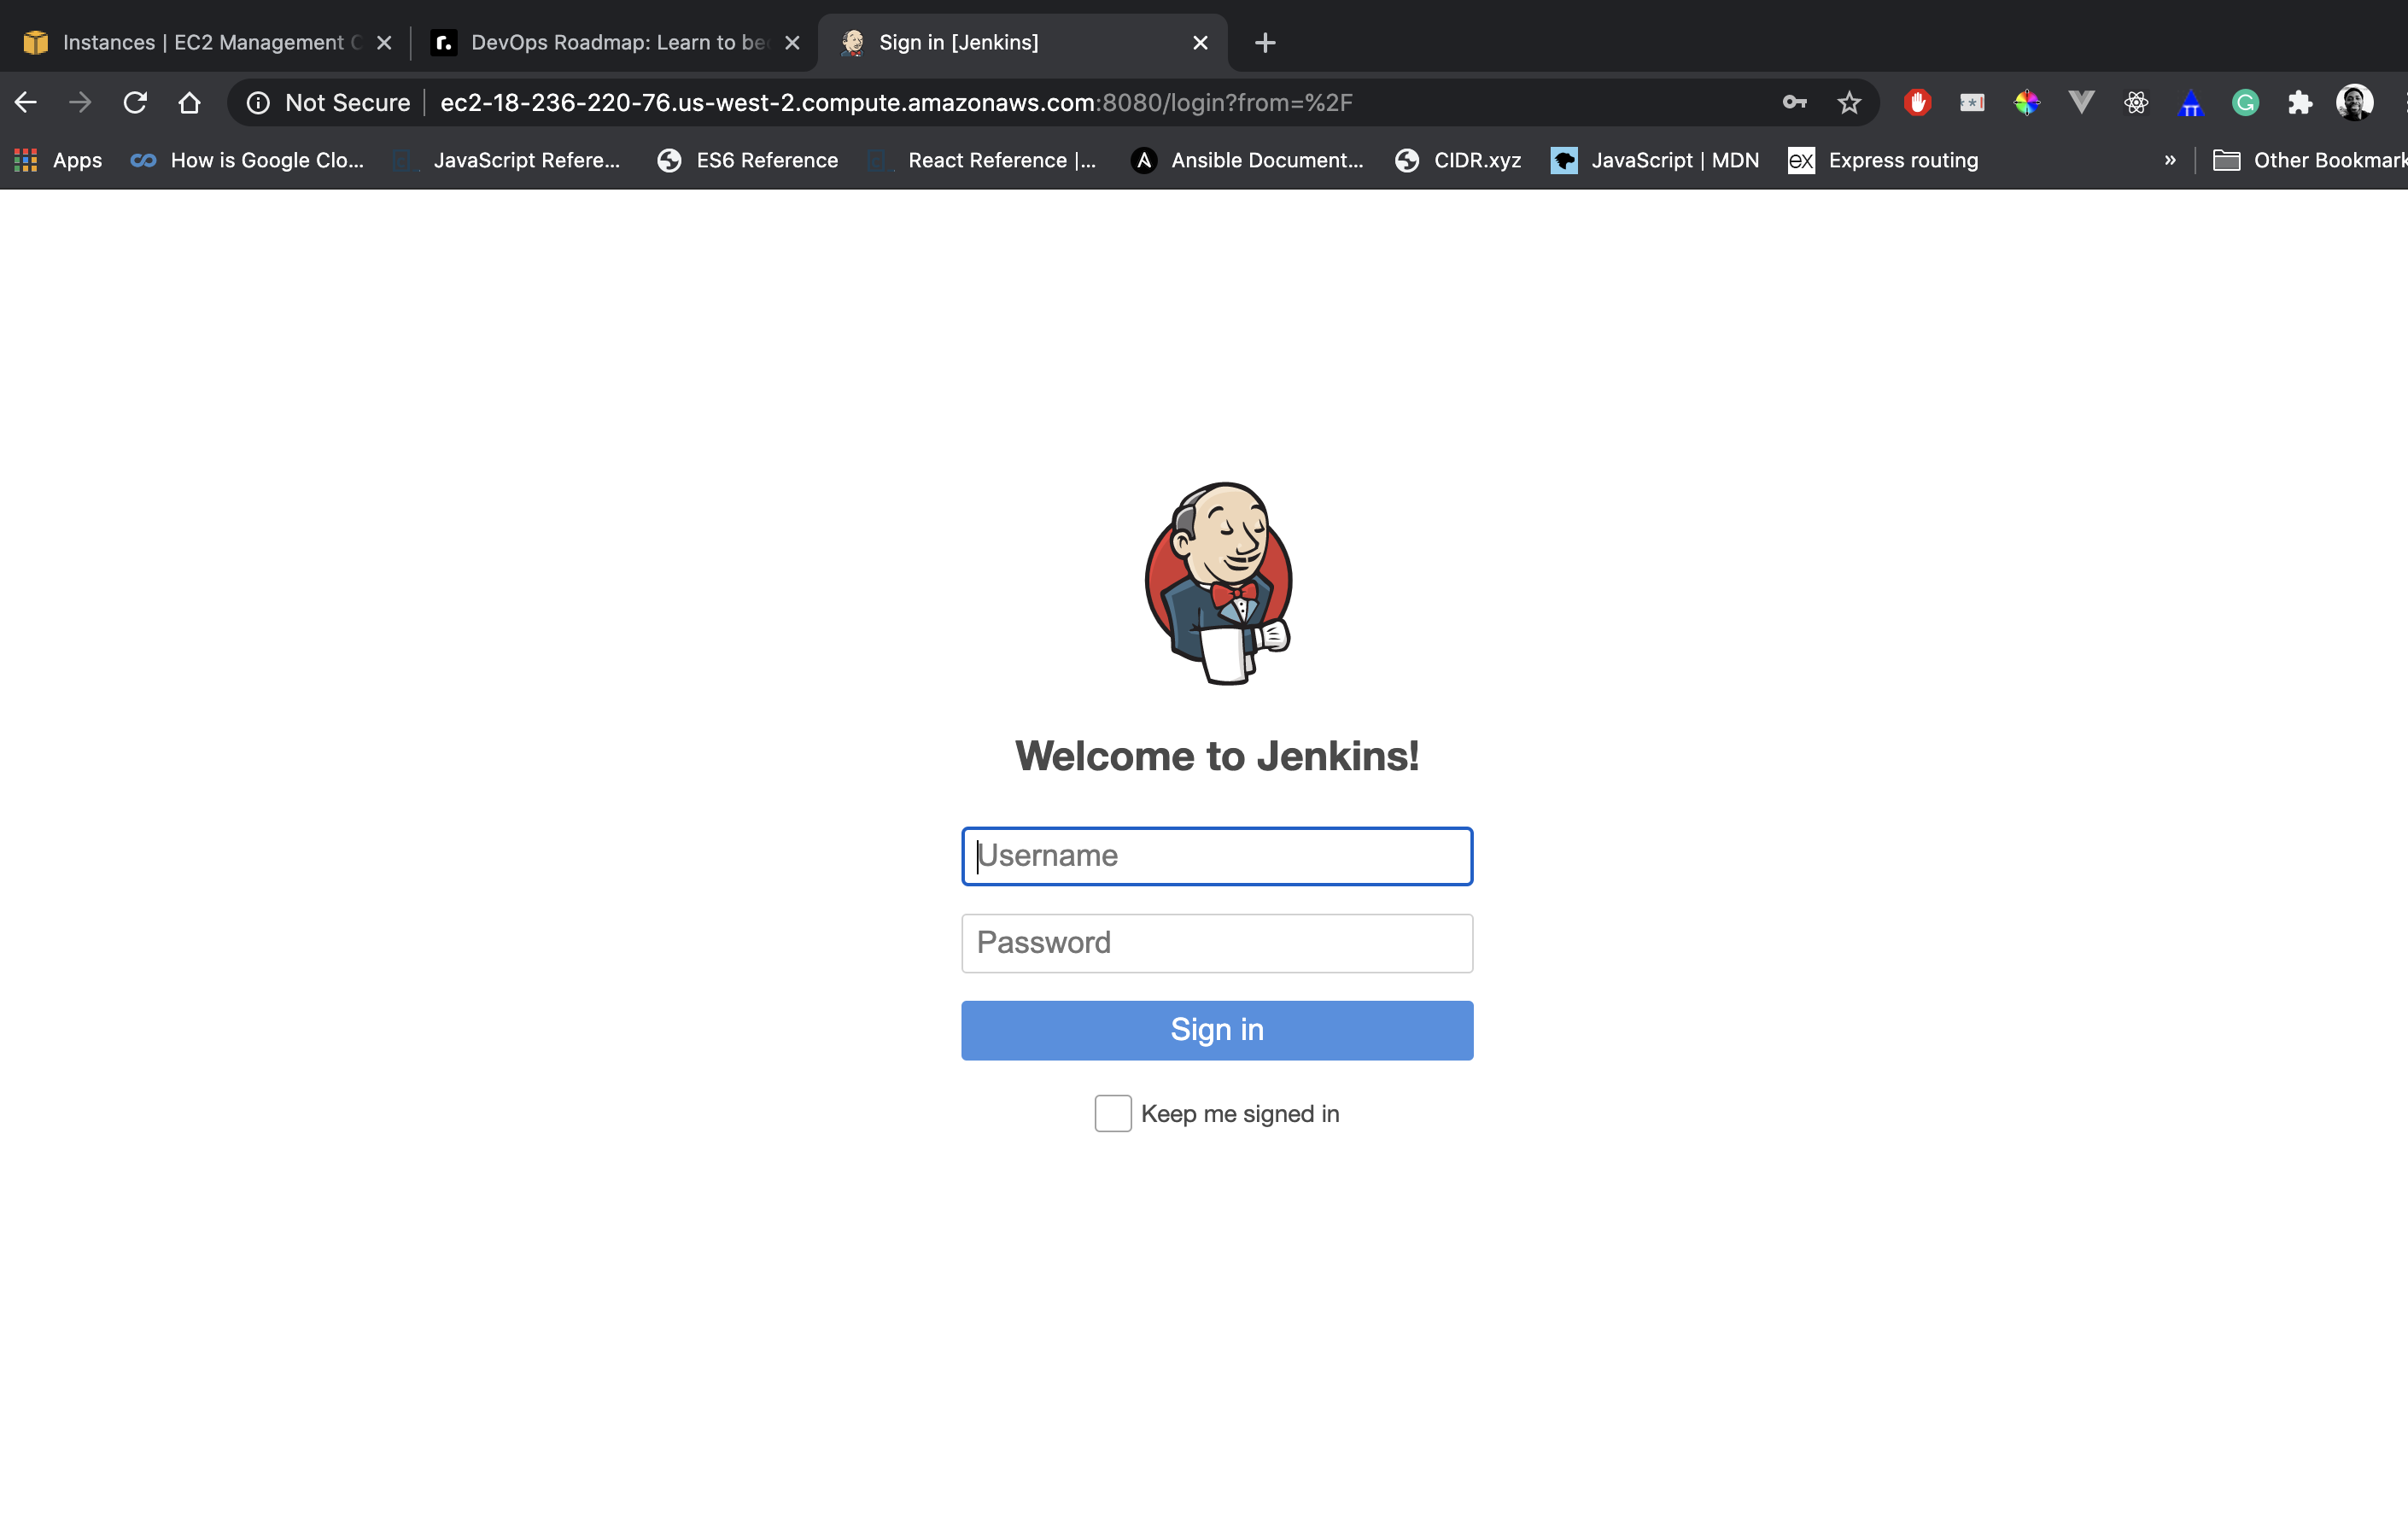 Instances | EC2 Management C
DevOps Roadmap: Learn to bec
Sign in [Jenkins]
Not Secure
ec2-18-236-220-76.us-west-2.compute.amazonaws.com:8080/login?from=%2F
Apps
How is Google Clo...
JavaScript Refere...
ES6 Reference
React Reference |...
Ansible Document...
CIDR.xyz
JavaScript | MDN
ex Express routing
»
Other Bookmark
Welcome to Jenkins!
Username
Password
Sign in
Keep me signed in